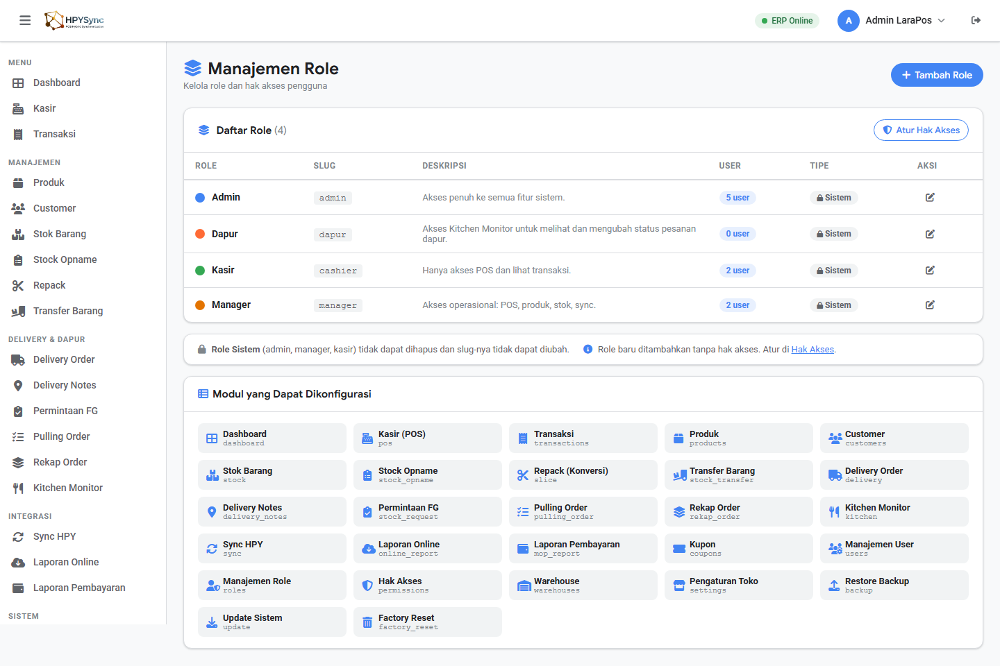 HPYSync
POS Hybrid Synchronization
ERP Online
A
Admin LaraPos
MENU
Dashboard
Kasir
Transaksi
MANAJEMEN
Produk
Customer
Stok Barang
Stock Opname
Repack
Transfer Barang
DELIVERY & DAPUR
Delivery Order
Delivery Notes
Permintaan FG
Pulling Order
Rekap Order
Kitchen Monitor
INTEGRASI
Sync HPY
Laporan Online
Laporan Pembayaran
SISTEM
Manajemen Role
Kelola role dan hak akses pengguna
Tambah Role
Daftar Role (4)
Atur Hak Akses
ROLE SLUG DESKRIPSI USER TIPE AKSI
Admin admin Akses penuh ke semua fitur sistem. 5 user Sistem
Dapur dapur Akses Kitchen Monitor untuk melihat dan mengubah status pesanan
dapur. 0 user Sistem
Kasir cashier Hanya akses POS dan lihat transaksi. 2 user Sistem
Manager manager Akses operasional: POS, produk, stok, sync. 2 user Sistem
Role Sistem (admin, manager, kasir) tidak dapat dihapus dan slug-nya tidak dapat diubah. Role baru ditambahkan tanpa hak akses. Atur di Hak Akses.
Modul yang Dapat Dikonfigurasi
Dashboard
dashboard
Kasir (POS)
pos
Transaksi
transactions
Produk
products
Customer
customers
Stok Barang
stock
Stock Opname
stock_opname
Repack (Konversi)
slice
Transfer Barang
stock_transfer
Delivery Order
delivery
Delivery Notes
delivery_notes
Permintaan FG
stock_request
Pulling Order
pulling_order
Rekap Order
rekap_order
Kitchen Monitor
kitchen
Sync HPY
sync
Laporan Online
online_report
Laporan Pembayaran
mop_report
Kupon
coupons
Manajemen User
users
Manajemen Role
roles
Hak Akses
permissions
Warehouse
warehouses
Pengaturan Toko
settings
Restore Backup
backup
Update Sistem
update
Factory Reset
factory_reset